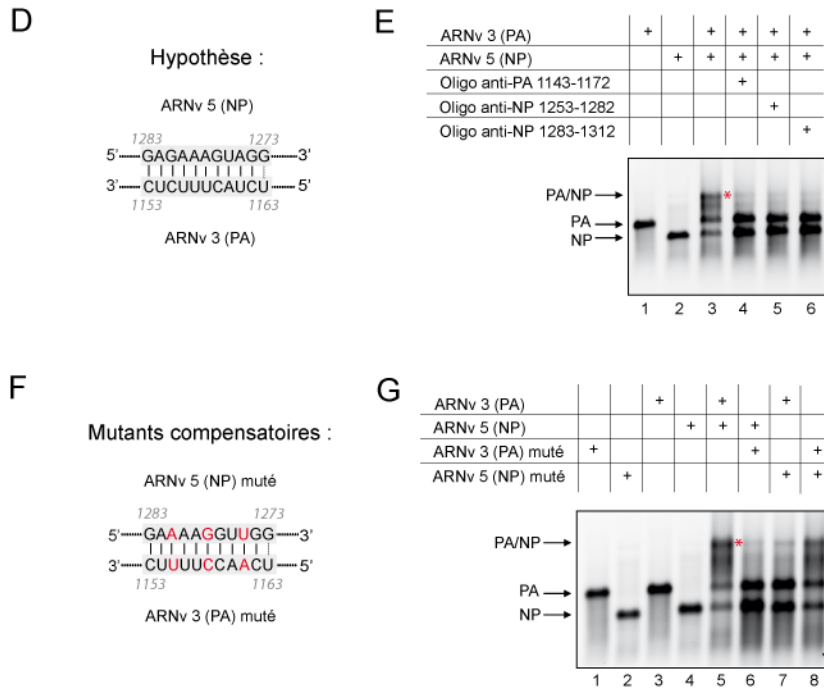 D
Hypothèse :
ARNv 5 (NP)
1283 1273
5' GAGAAAGUAGG 3'
3' CUCUUUCAUCU 5'
1153 1163
ARNv 3 (PA)
E
ARNv 3 (PA) + + + + +
ARNv 5 (NP) + + + + +
Oligo anti-PA 1143-1172 +
Oligo anti-NP 1253-1282 +
Oligo anti-NP 1283-1312 +
PA/NP *
PA
NP
1 2 3 4 5 6
F
Mutants compensatoires :
ARNv 5 (NP) muté
1283 1273
5' GAAAAGGUUGG 3'
3' CUUUUCCAACU 5'
1153 1163
ARNv 3 (PA) muté
G
ARNv 3 (PA) + + +
ARNv 5 (NP) + + +
ARNv 3 (PA) muté + + +
ARNv 5 (NP) muté + + +
PA/NP *
PA
NP
1 2 3 4 5 6 7 8